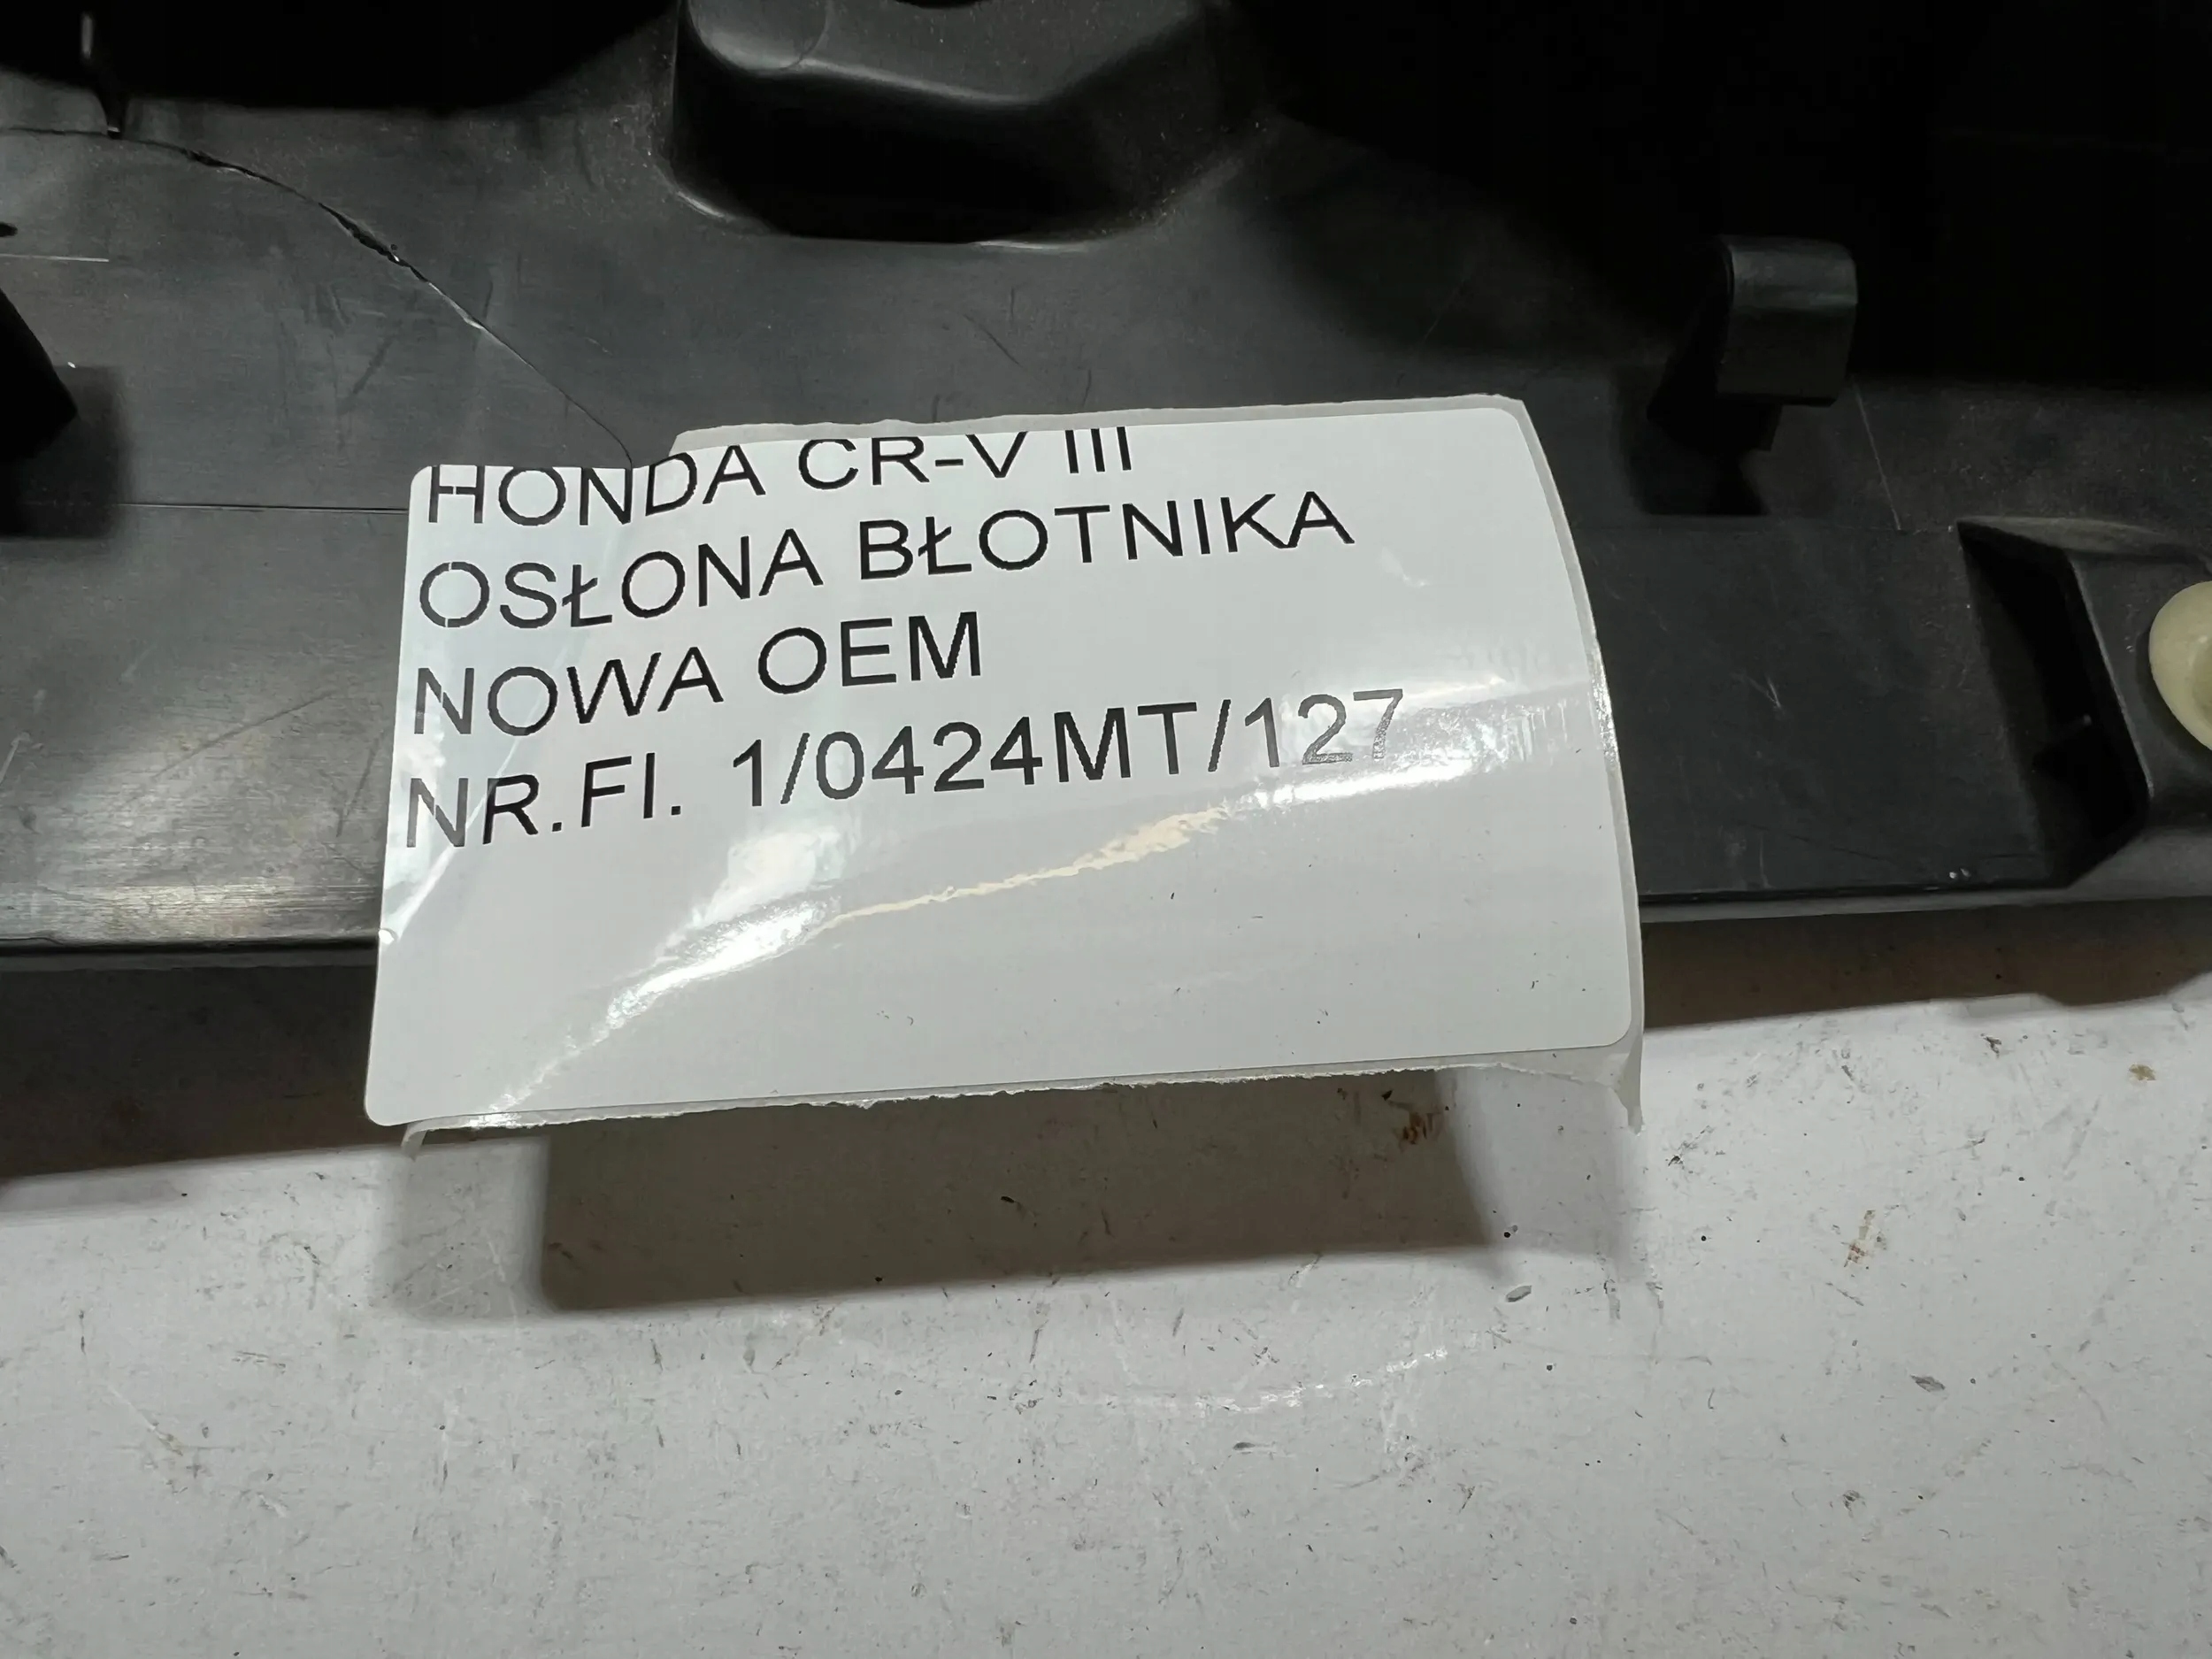 HONDA CR-V III
OSŁONA BŁOTNIKA
NOWA OEM
NR.FI. 1/0424MT/127